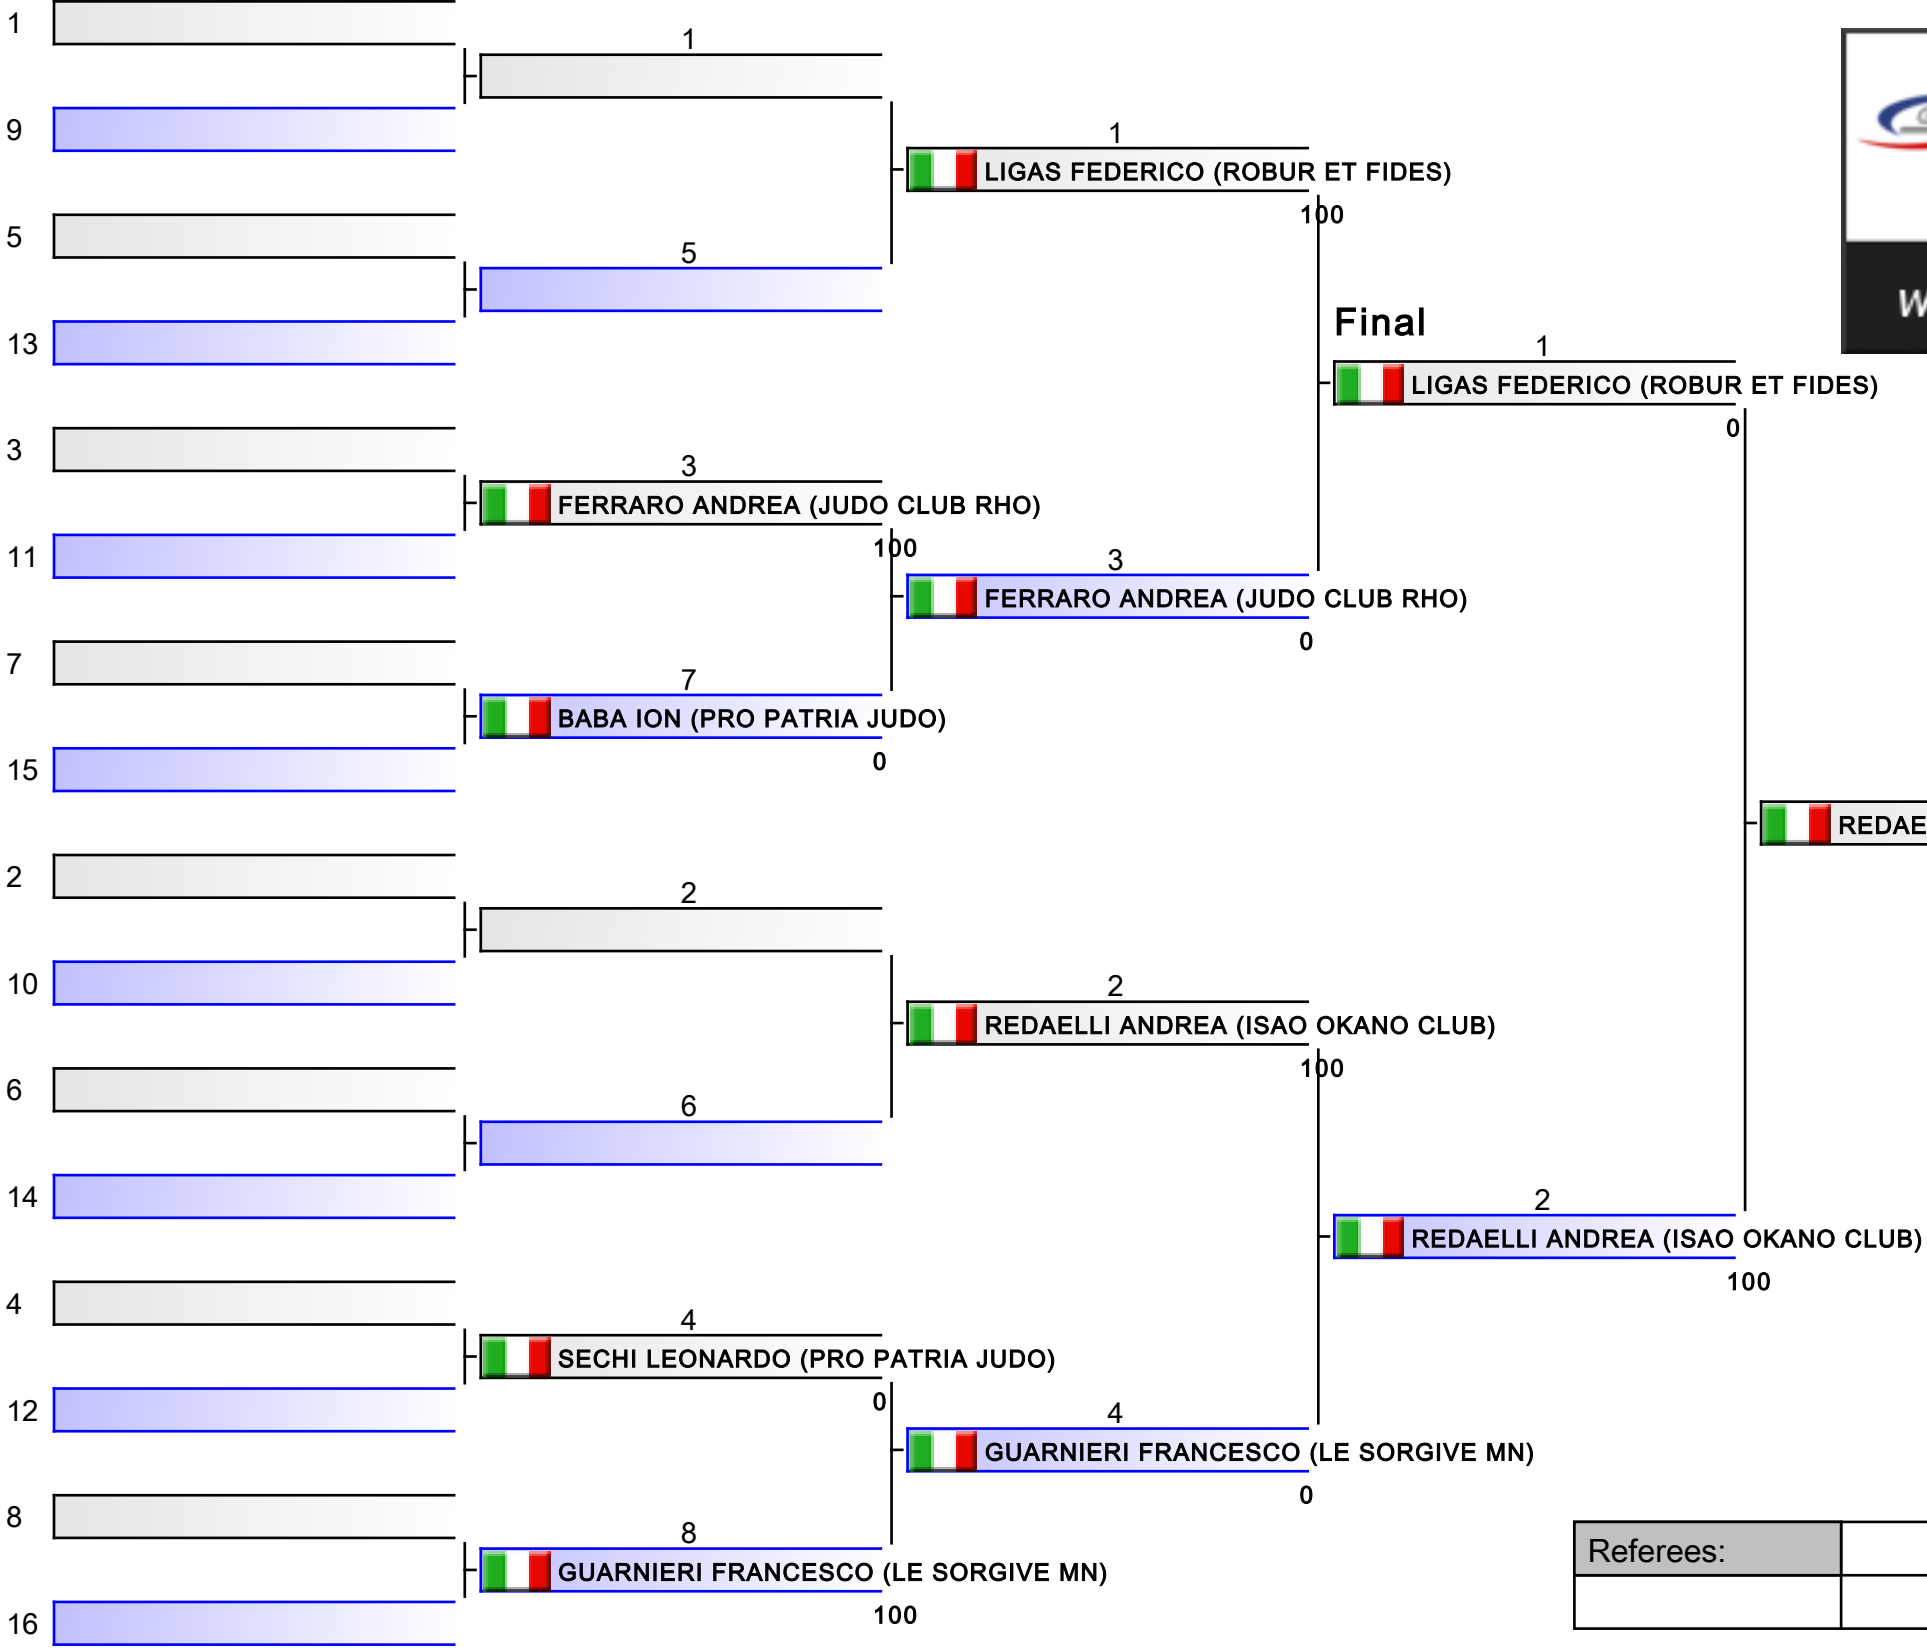 1
1
9
1
LIGAS FEDERICO (ROBUR ET FIDES)
100
5
5
13
Final
1
LIGAS FEDERICO (ROBUR ET FIDES)
0
3
3
FERRARO ANDREA (JUDO CLUB RHO)
100
11
3
FERRARO ANDREA (JUDO CLUB RHO)
0
7
7
BABA ION (PRO PATRIA JUDO)
0
15
REDAE
2
2
10
2
REDAELLI ANDREA (ISAO OKANO CLUB)
100
6
6
14
2
REDAELLI ANDREA (ISAO OKANO CLUB)
100
4
4
SECHI LEONARDO (PRO PATRIA JUDO)
0
12
4
GUARNIERI FRANCESCO (LE SORGIVE MN)
0
8
8
GUARNIERI FRANCESCO (LE SORGIVE MN)
100
16
Referees:
W